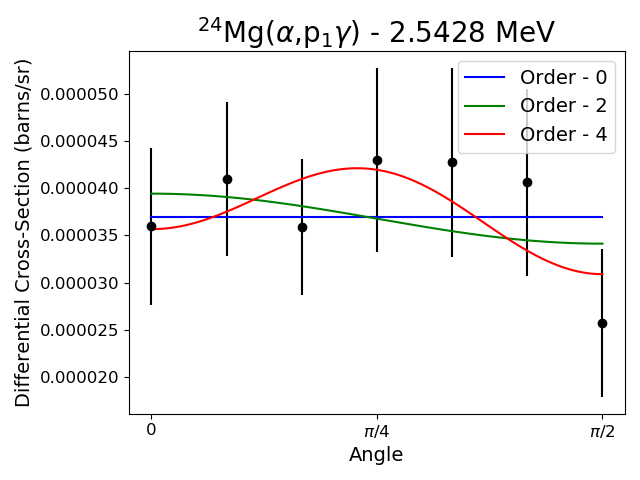 ²⁴Mg(α,p₁γ) - 2.5428 MeV
Differential Cross-Section (barns/sr)
0.000050
0.000045
0.000040
0.000035
0.000030
0.000025
0.000020
Order - 0
Order - 2
Order - 4
0 π/4 π/2
Angle